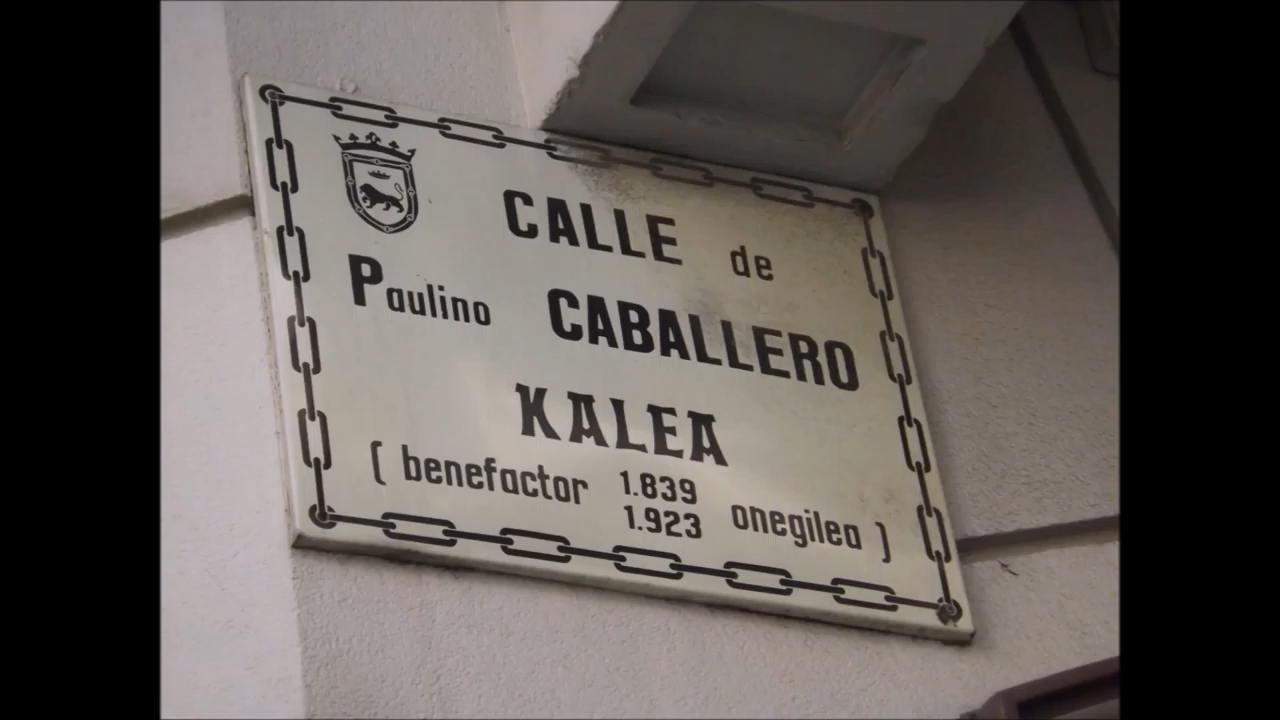 CALLE de
Paulino CABALLERO
KALEA
( benefactor 1.839 onegilea )
1.923